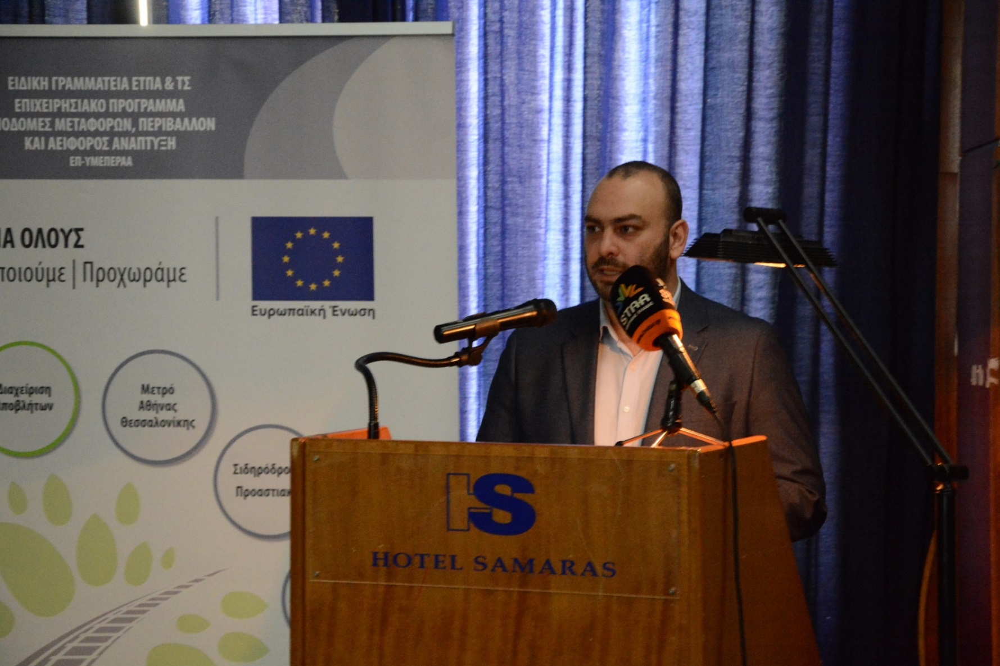 ΕΙΔΙΚΗ ΓΡΑΜΜΑΤΕΙΑ ΕΤΠΑ & ΤΣ
ΕΠΙΧΕΙΡΗΣΙΑΚΟ ΠΡΟΓΡΑΜΜΑ
ΜΕΤΑΦΟΡΩΝ, ΠΕΡΙΒΑΛΛΟΝ
ΚΑΙ ΑΕΙΦΟΡΟΣ ΑΝΑΠΤΥΞΗ
ΕΠ-ΥΜΕΠΕΡΑΑ
ΟΛΟΥΣ
| Προχωράμε
Ευρωπαϊκή Ένωση
Διαχείριση
Μετρό
Αθήνας
Θεσσαλονίκης
STAR
HS
HOTEL SAMARAS